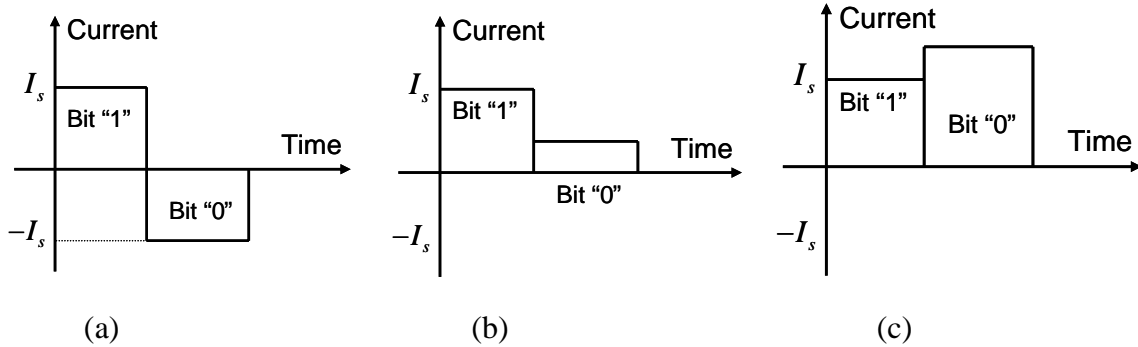 Current
I_s
Bit “1”
Time
Bit “0”
−I_s
(a)
Current
I_s
Bit “1”
Time
Bit “0”
−I_s
(b)
Current
I_s
Bit “1”
Bit “0”
Time
−I_s
(c)